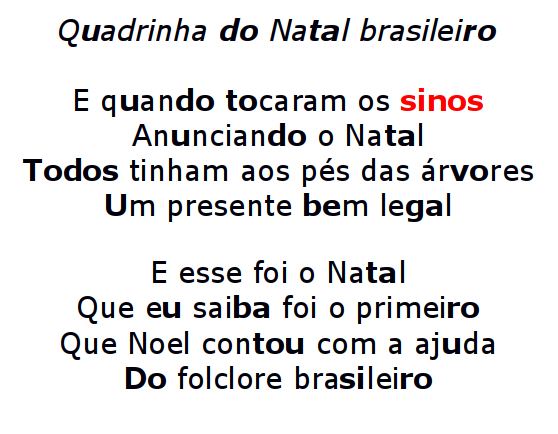 Quadrinha do Natal brasileiro
E quando tocaram os sinos
Anunciando o Natal
Todos tinham aos pés das árvores
Um presente bem legal
E esse foi o Natal
Que eu saiba foi o primeiro
Que Noel contou com a ajuda
Do folclore brasileiro